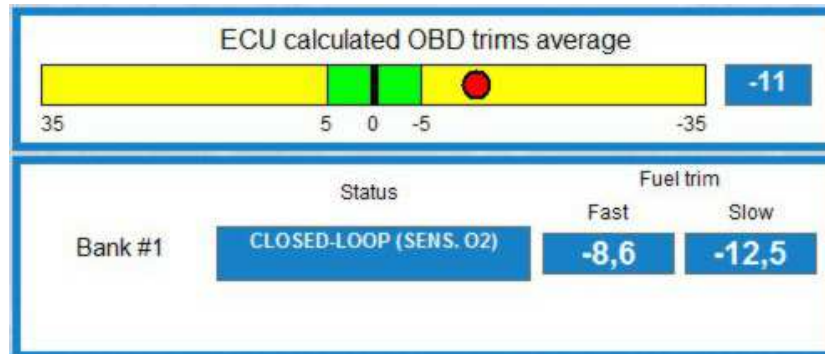 ECU calculated OBD trims average
-11
35 5 0 -5 -35
Status Fuel trim
Fast Slow
Bank #1 CLOSED-LOOP (SENS. O2) -8,6 -12,5